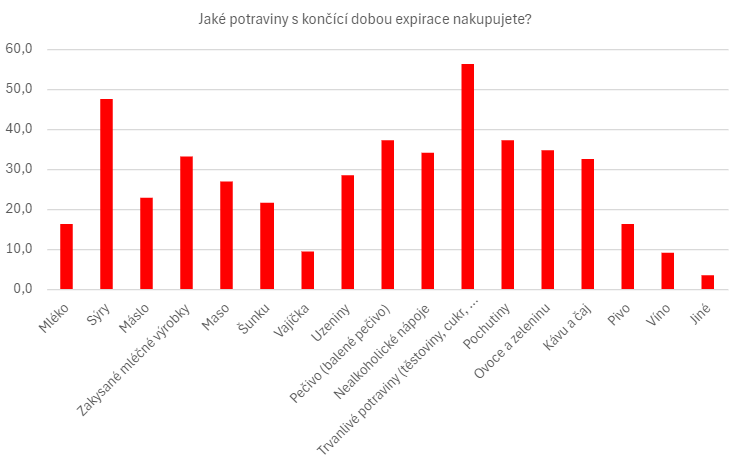 Jaké potraviny s končící dobou expirace nakupujete?
60,0
50,0
40,0
30,0
20,0
10,0
0,0
Mléko
Sýry
Máslo
Zakysané mléčné výrobky
Maso
Šunku
Vajíčka
Uzeniny
Pečivo (balené pečivo)
Nealkoholické nápoje
Trvanlivé potraviny (těstoviny, cukr, …
Pochutiny
Ovoce a zeleninu
Kávu a čaj
Pivo
Víno
Jiné